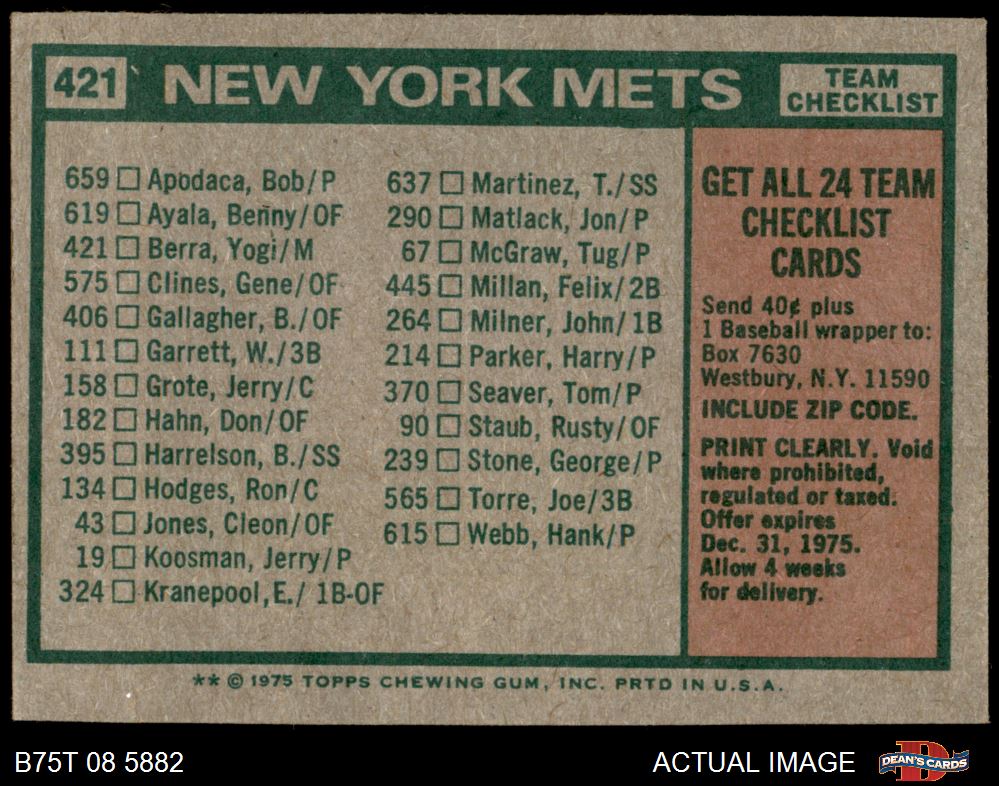 421 NEW YORK METS TEAM CHECKLIST
659 □ Apodaca, Bob/P
619 □ Ayala, Benny/OF
421 □ Berra, Yogi/M
575 □ Clines, Gene/OF
406 □ Gallagher, B./OF
111 □ Garrett, W./3B
158 □ Grote, Jerry/C
182 □ Hahn, Don/OF
395 □ Harrelson, B./SS
134 □ Hodges, Ron/C
43 □ Jones, Cleon/OF
19 □ Koosman, Jerry/P
324 □ Kranepool, E./ 1B-OF
637 □ Martinez, T./SS
290 □ Matlack, Jon/P
67 □ McGraw, Tug/P
445 □ Millan, Felix/2B
264 □ Milner, John/1B
214 □ Parker, Harry/P
370 □ Seaver, Tom/P
90 □ Staub, Rusty/OF
239 □ Stone, George/P
565 □ Torre, Joe/3B
615 □ Webb, Hank/P
GET ALL 24 TEAM
CHECKLIST
CARDS
Send 40¢ plus
1 Baseball wrapper to:
Box 7630
Westbury, N.Y. 11590
INCLUDE ZIP CODE.
PRINT CLEARLY. Void
where prohibited,
regulated or taxed.
Offer expires
Dec. 31, 1975.
Allow 4 weeks
for delivery.
** © 1975 TOPPS CHEWING GUM, INC. PRTD IN U.S.A.
B75T 08 5882
ACTUAL IMAGE
D
DEAN'S CARDS